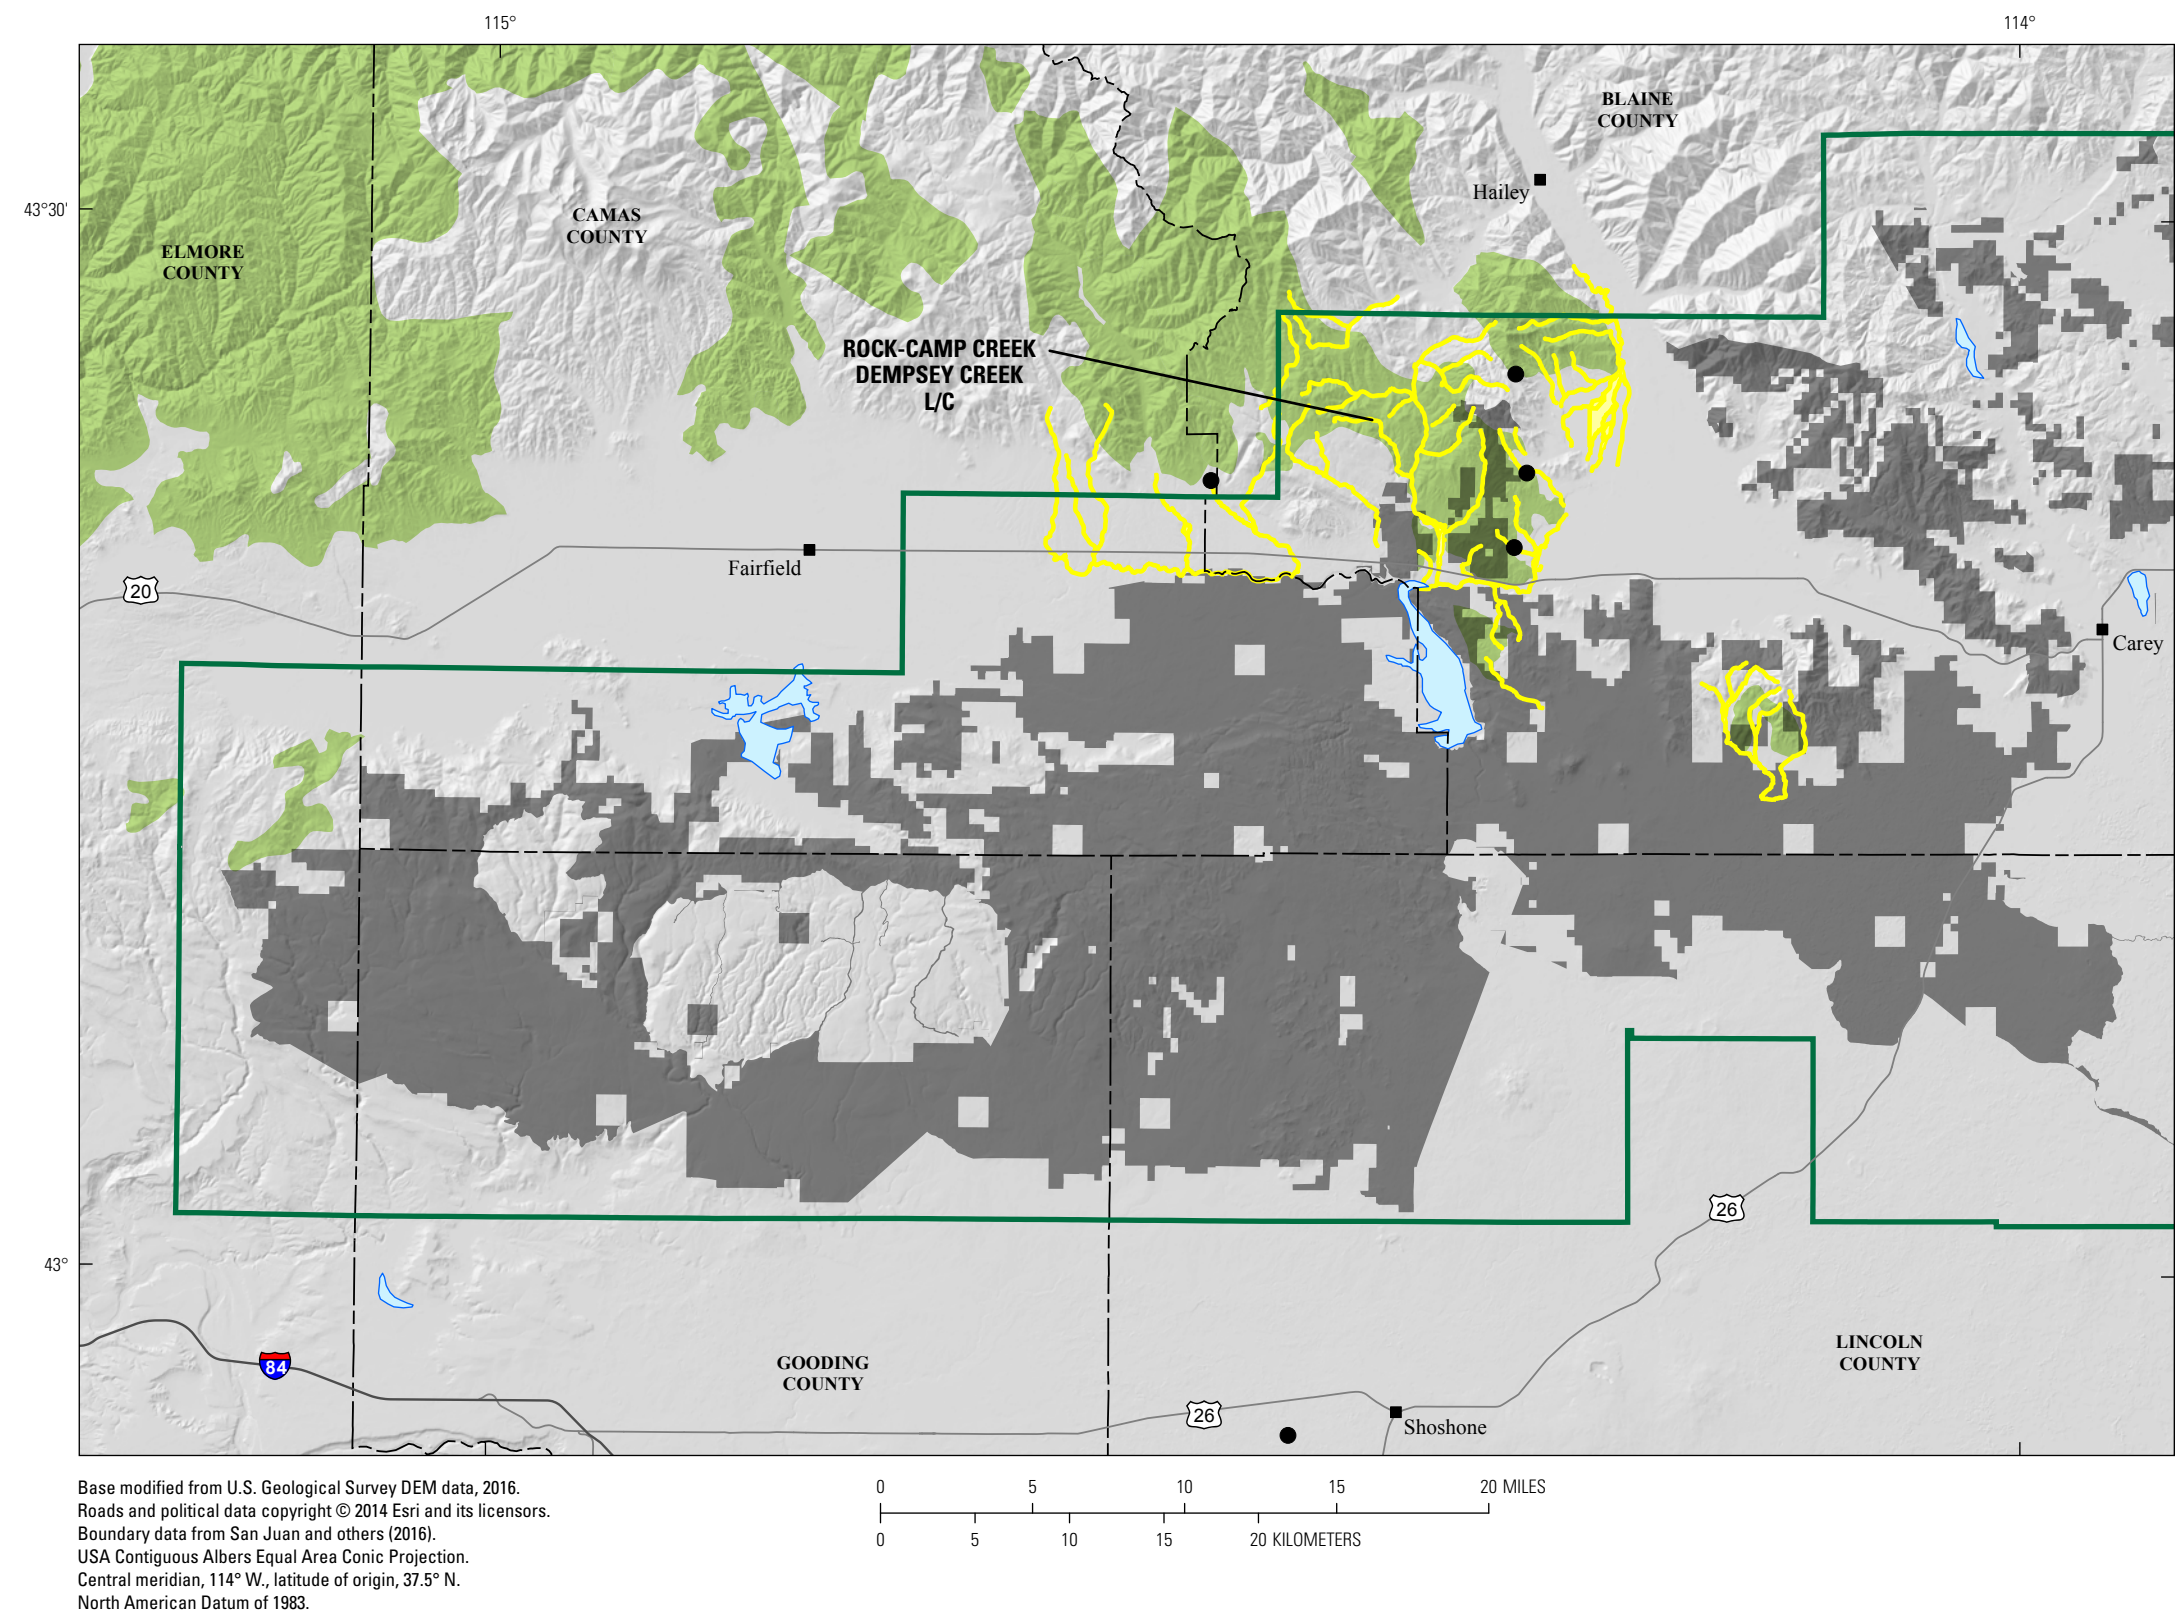 115°
114°
43°30'
BLAINE
COUNTY
Hailey
CAMAS
COUNTY
ELMORE
COUNTY
ROCK-CAMP CREEK
DEMPSEY CREEK
L/C
Fairfield
20
Carey
26
43°
LINCOLN
COUNTY
GOODING
COUNTY
84
26
Shoshone
Base modified from U.S. Geological Survey DEM data, 2016.
Roads and political data copyright © 2014 Esri and its licensors.
Boundary data from San Juan and others (2016).
USA Contiguous Albers Equal Area Conic Projection.
Central meridian, 114° W., latitude of origin, 37.5° N.
North American Datum of 1983.
0 5 10 15 20 MILES
0 5 10 15 20 KILOMETERS